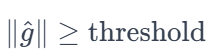 ‖ĝ‖ ≥ threshold